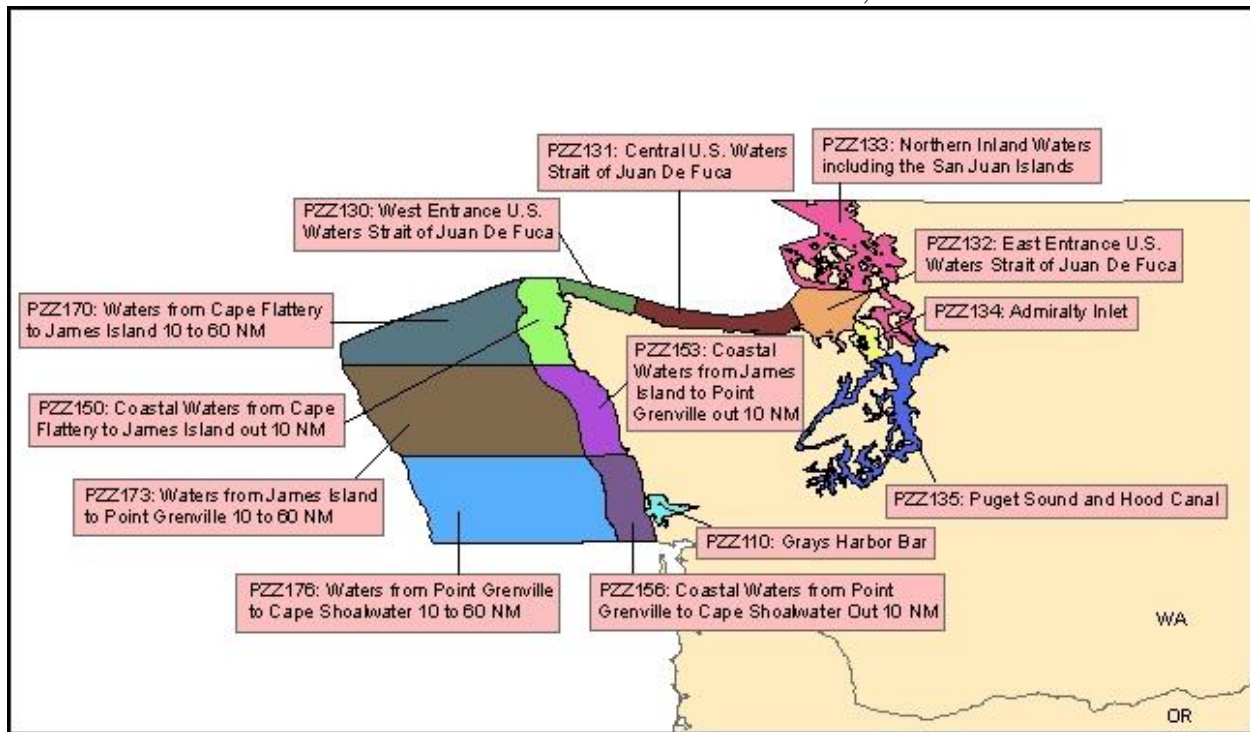 PZZ133: Northern Inland Waters
including the San Juan Islands
PZZ131: Central U.S. Waters
Strait of Juan De Fuca
PZZ130: West Entrance U.S.
Waters Strait of Juan De Fuca
PZZ132: East Entrance U.S.
Waters Strait of Juan De Fuca
PZZ170: Waters from Cape Flattery
to James Island 10 to 60 NM
PZZ134: Admiralty Inlet
PZZ153: Coastal
Waters from James
Island to Point
Grenville out 10 NM
PZZ150: Coastal Waters from Cape
Flattery to James Island out 10 NM
PZZ173: Waters from James Island
to Point Grenville 10 to 60 NM
PZZ135: Puget Sound and Hood Canal
PZZ110: Grays Harbor Bar
PZZ176: Waters from Point Grenville
to Cape Shoalwater 10 to 60 NM
PZZ156: Coastal Waters from Point
Grenville to Cape Shoalwater Out 10 NM
WA
OR